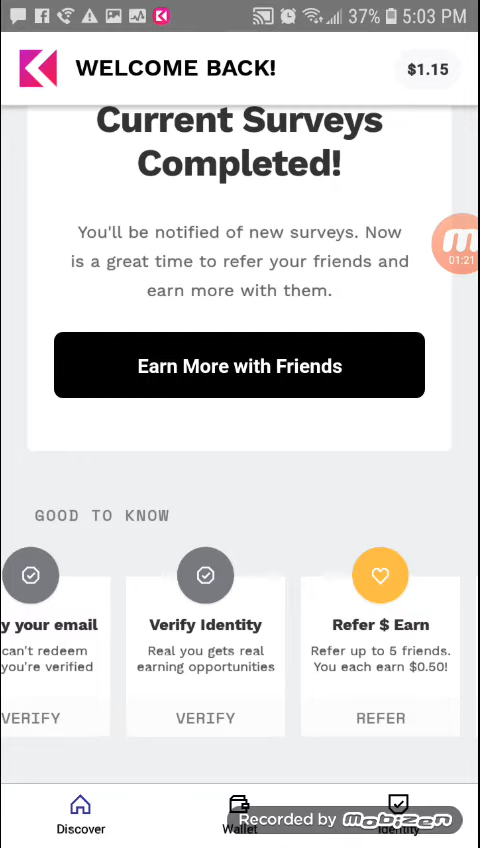 37% 5:03 PM
WELCOME BACK!
$1.15
Current Surveys
Completed!
You'll be notified of new surveys. Now
is a great time to refer your friends and
earn more with them.
01:21
Earn More with Friends
GOOD TO KNOW
y your email
can't redeem
you're verified
VERIFY
Verify Identity
Real you gets real
earning opportunities
VERIFY
Refer $ Earn
Refer up to 5 friends.
You each earn $0.50!
REFER
Discover
Wallet
Identity
Recorded by mobizen